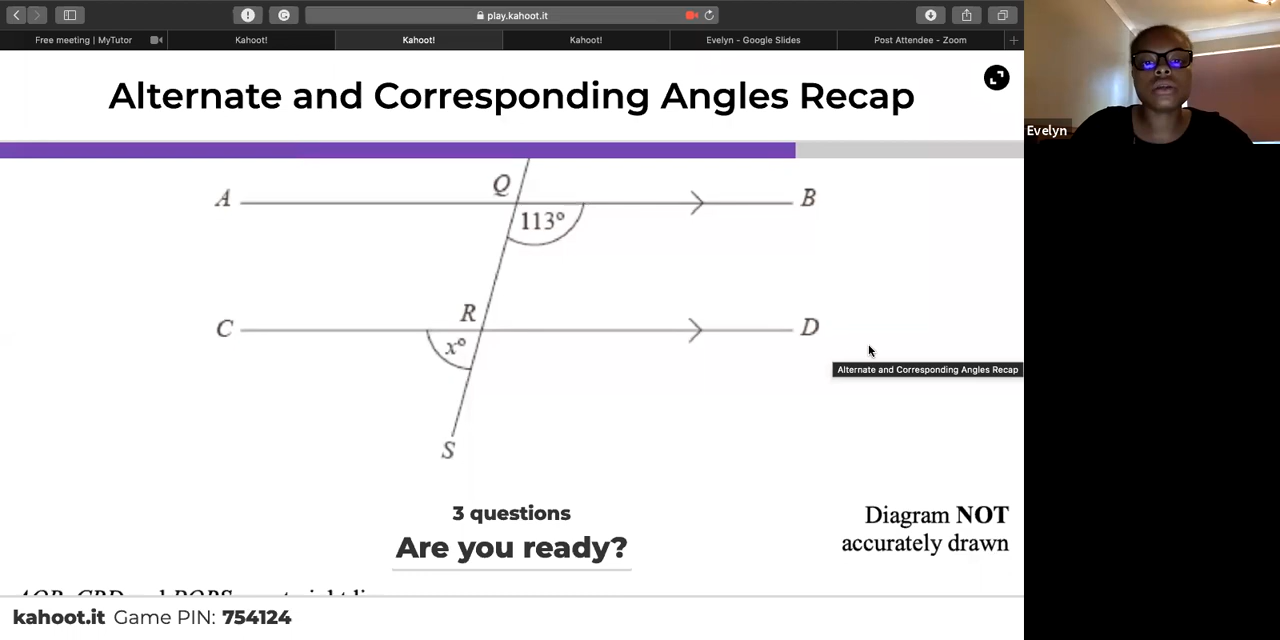 play.kahoot.it
Free meeting | MyTutor
Kahoot!
Kahoot!
Kahoot!
Evelyn - Google Slides
Post Attendee - Zoom
Alternate and Corresponding Angles Recap
Evelyn
Q
A
B
113°
R
C
D
x°
Alternate and Corresponding Angles Recap
S
3 questions
Are you ready?
Diagram NOT
accurately drawn
kahoot.it Game PIN: 754124